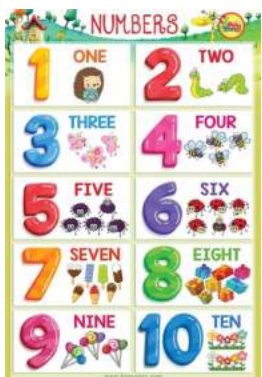 NUMBERS
1 ONE
2 TWO
3 THREE
4 FOUR
5 FIVE
6 SIX
7 SEVEN
8 EIGHT
9 NINE
10 TEN